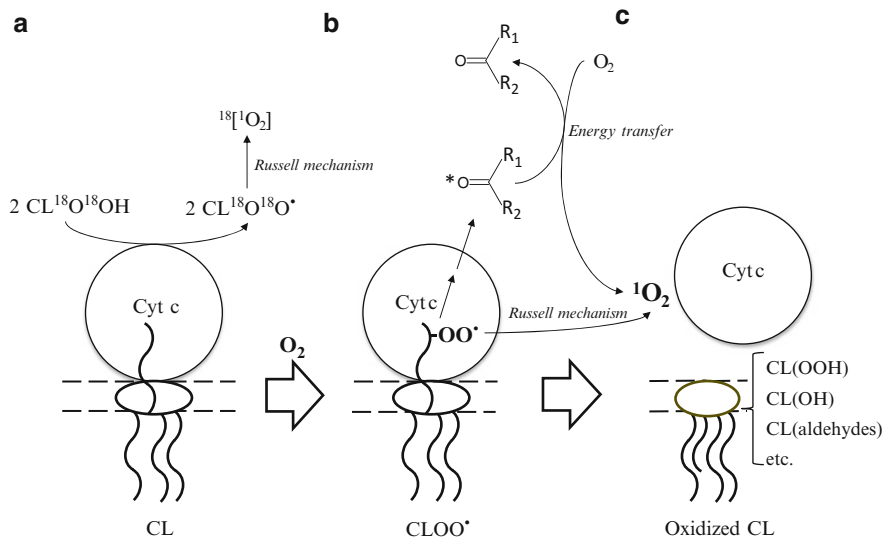 a
b
c
O=
R₁
R₂
O₂
¹⁸[¹O₂]
Energy transfer
Russell mechanism
*O=
R₁
R₂
2 CL¹⁸O¹⁸OH
2 CL¹⁸O¹⁸O•
Cyt c
Cyt c
-OO•
Russell mechanism
¹O₂
Cyt c
O₂
CL(OOH)
CL(OH)
CL(aldehydes)
etc.
CL
CLOO•
Oxidized CL